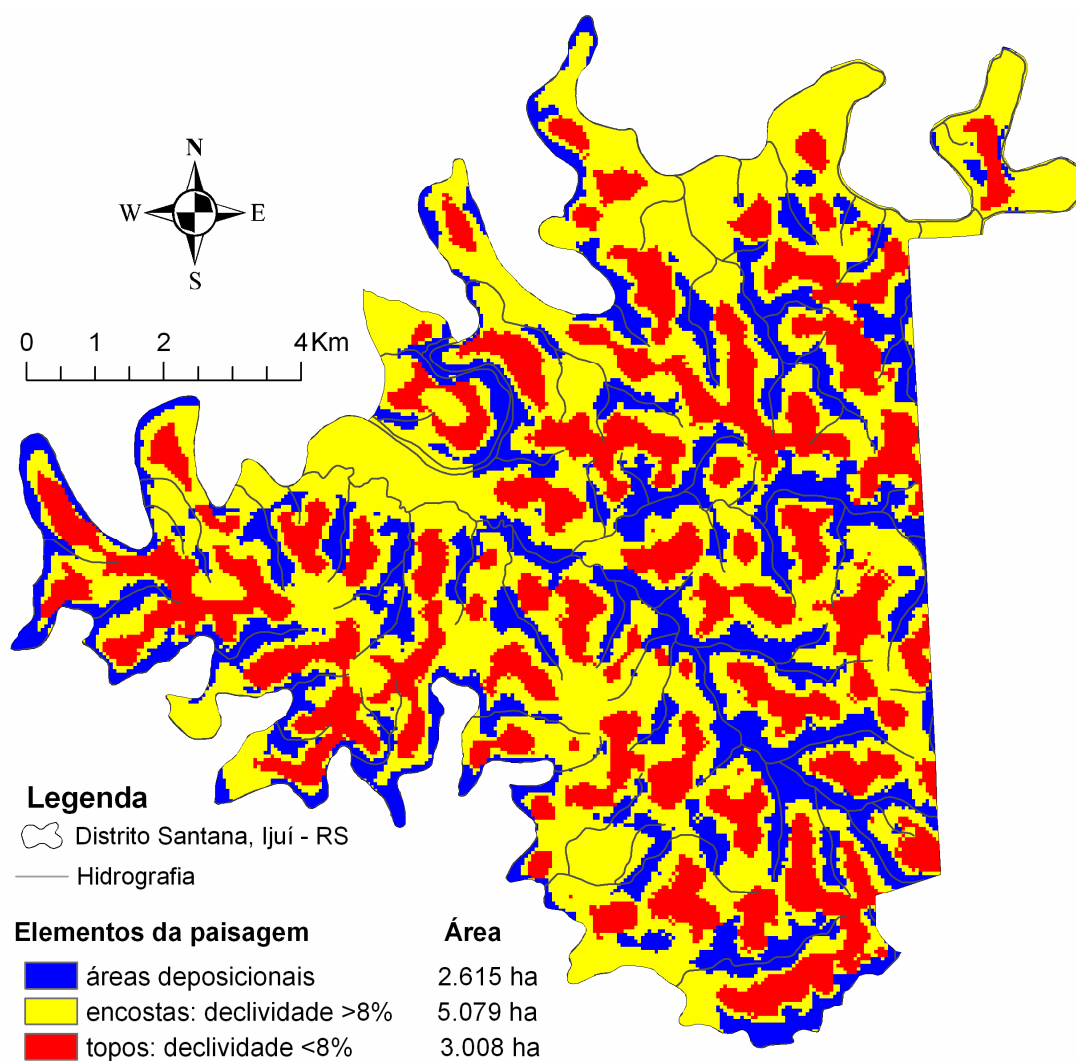 N
W E
S
0 1 2 4 Km
Legenda
Distrito Santana, Ijuí - RS
Hidrografia
Elementos da paisagem Área
áreas deposicionais 2.615 ha
encostas: declividade >8% 5.079 ha
topos: declividade <8% 3.008 ha